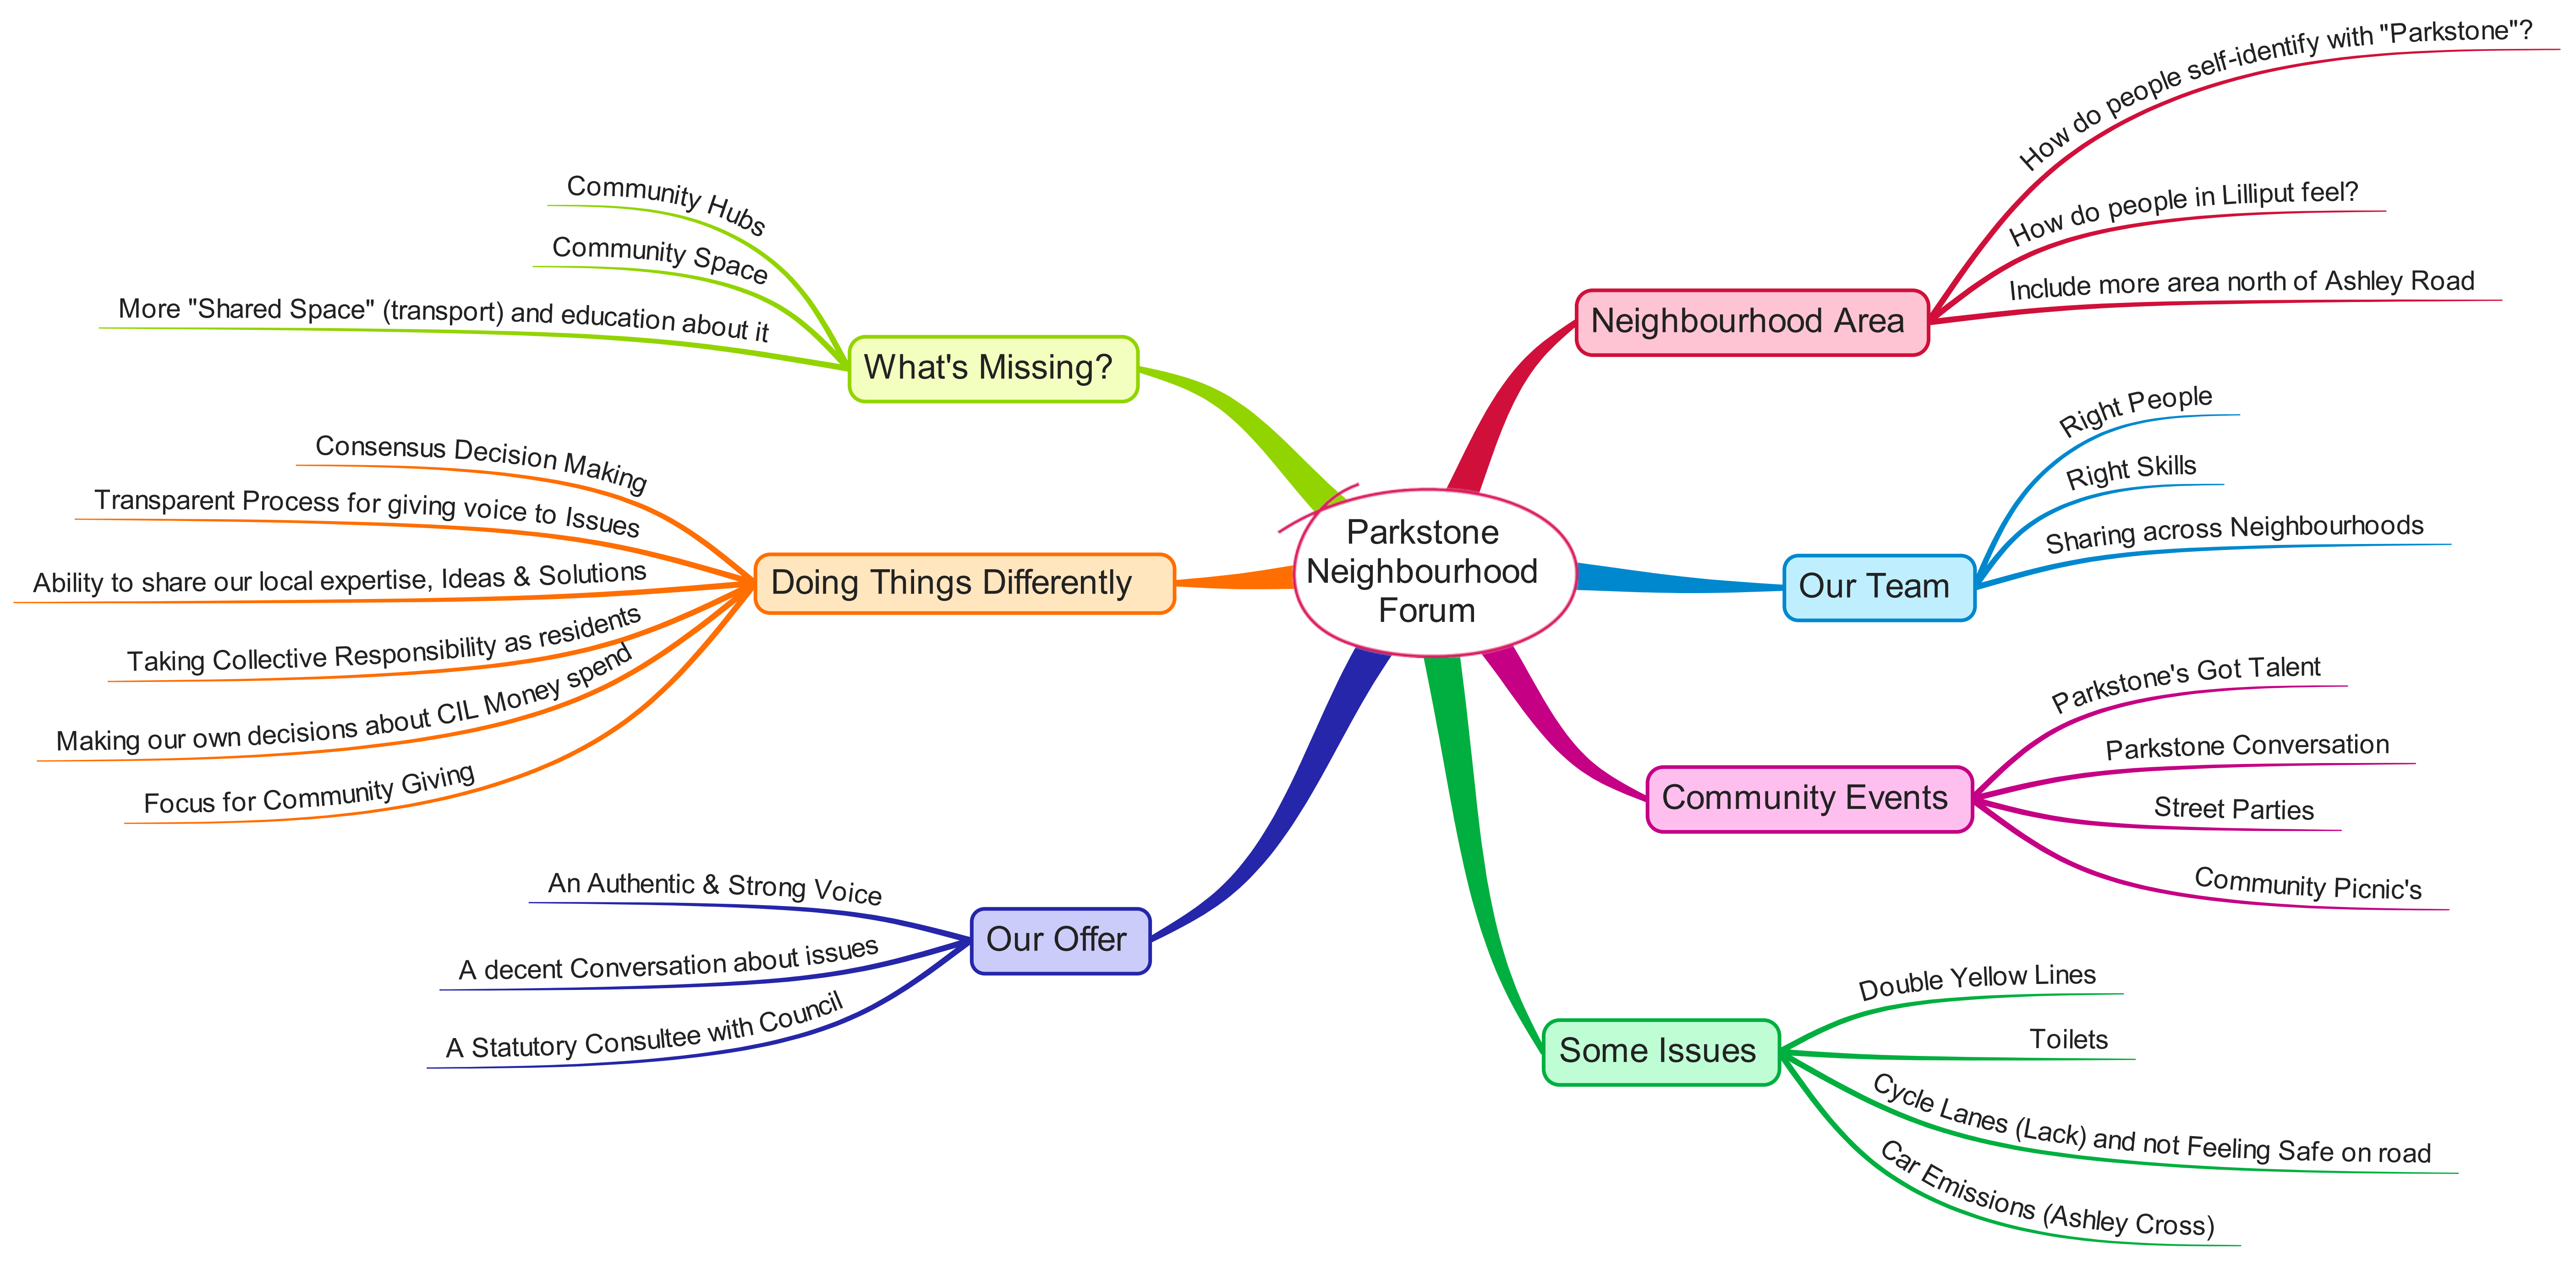 Parkstone
Neighbourhood
Forum
Neighbourhood Area
How do people self-identify with "Parkstone"?
How do people in Lilliput feel?
Include more area north of Ashley Road
Our Team
Right People
Right Skills
Sharing across Neighbourhoods
Community Events
Parkstone's Got Talent
Parkstone Conversation
Street Parties
Community Picnic's
Some Issues
Double Yellow Lines
Toilets
Cycle Lanes (Lack) and not Feeling Safe on road
Car Emissions (Ashley Cross)
Our Offer
An Authentic & Strong Voice
A decent Conversation about issues
A Statutory Consultee with Council
Doing Things Differently
Consensus Decision Making
Transparent Process for giving voice to Issues
Ability to share our local expertise, Ideas & Solutions
Taking Collective Responsibility as residents
Making our own decisions about CIL Money spend
Focus for Community Giving
What's Missing?
Community Hubs
Community Space
More "Shared Space" (transport) and education about it